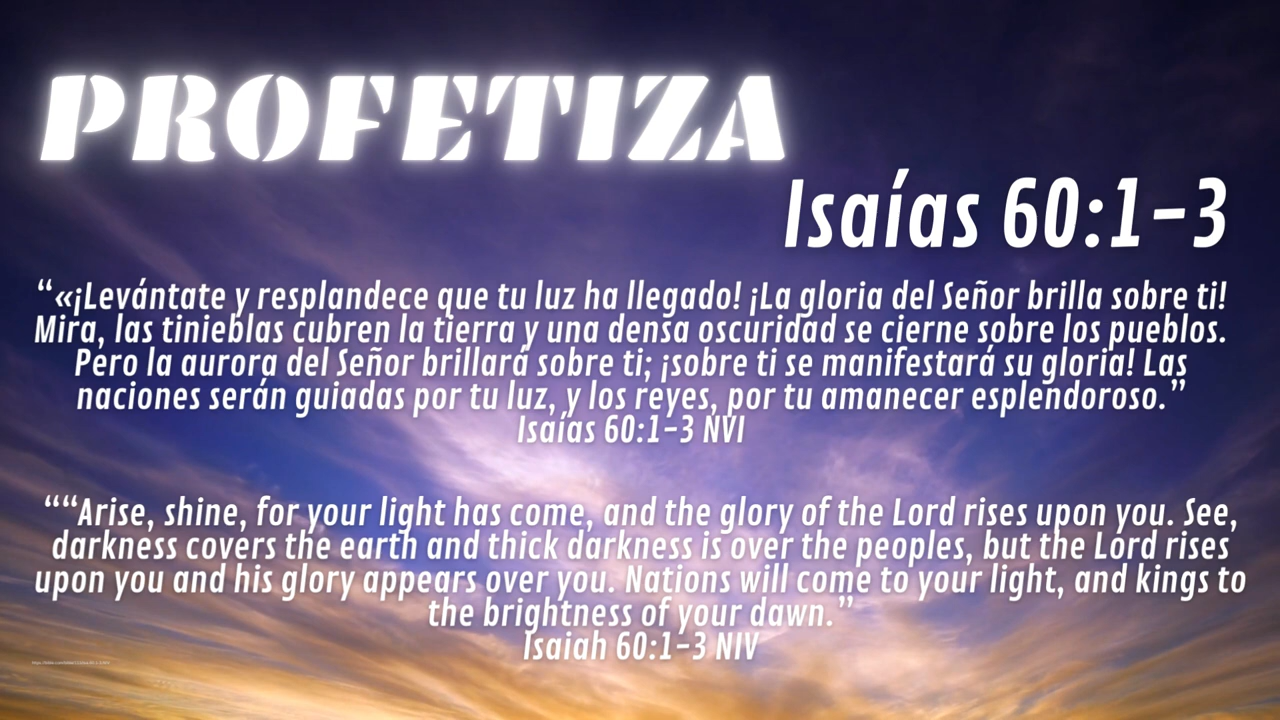 PROFETIZA
Isaías 60:1-3
“«¡Levántate y resplandece que tu luz ha llegado! ¡La gloria del Señor brilla sobre ti!
Mira, las tinieblas cubren la tierra y una densa oscuridad se cierne sobre los pueblos.
Pero la aurora del Señor brillará sobre ti; ¡sobre ti se manifestará su gloria! Las
naciones serán guiadas por tu luz, y los reyes, por tu amanecer esplendoroso.”
Isaías 60:1-3 NVI
““Arise, shine, for your light has come, and the glory of the Lord rises upon you. See,
darkness covers the earth and thick darkness is over the peoples, but the Lord rises
upon you and his glory appears over you. Nations will come to your light, and kings to
the brightness of your dawn.”
Isaiah 60:1-3 NIV